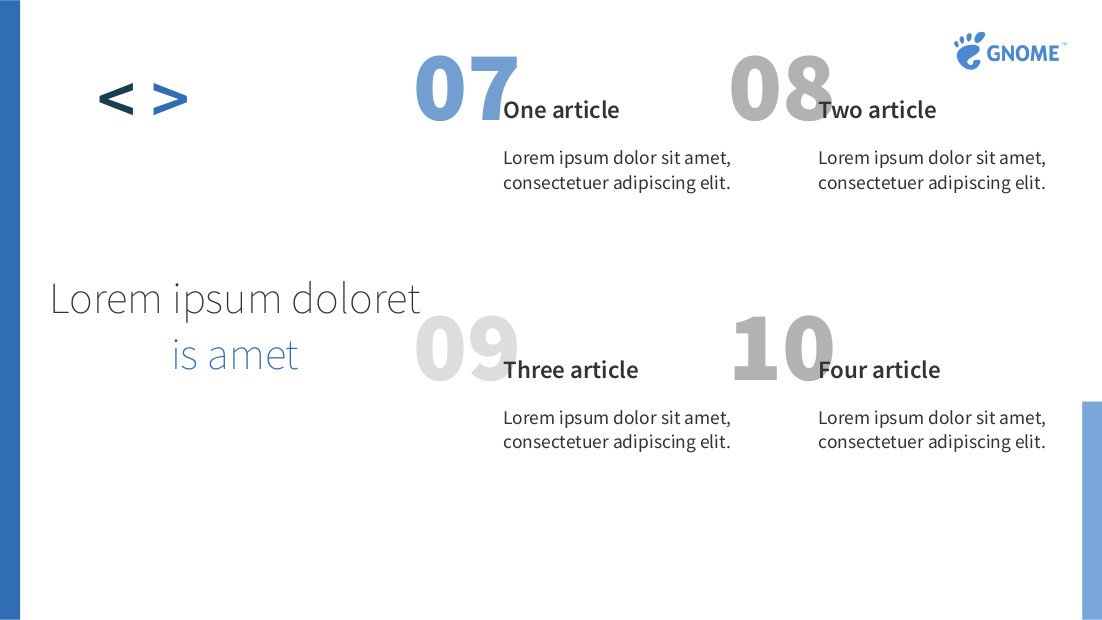 < >
GNOME™
Lorem ipsum doloret
is amet
07
One article
Lorem ipsum dolor sit amet,
consectetuer adipiscing elit.
08
Two article
Lorem ipsum dolor sit amet,
consectetuer adipiscing elit.
09
Three article
Lorem ipsum dolor sit amet,
consectetuer adipiscing elit.
10
Four article
Lorem ipsum dolor sit amet,
consectetuer adipiscing elit.